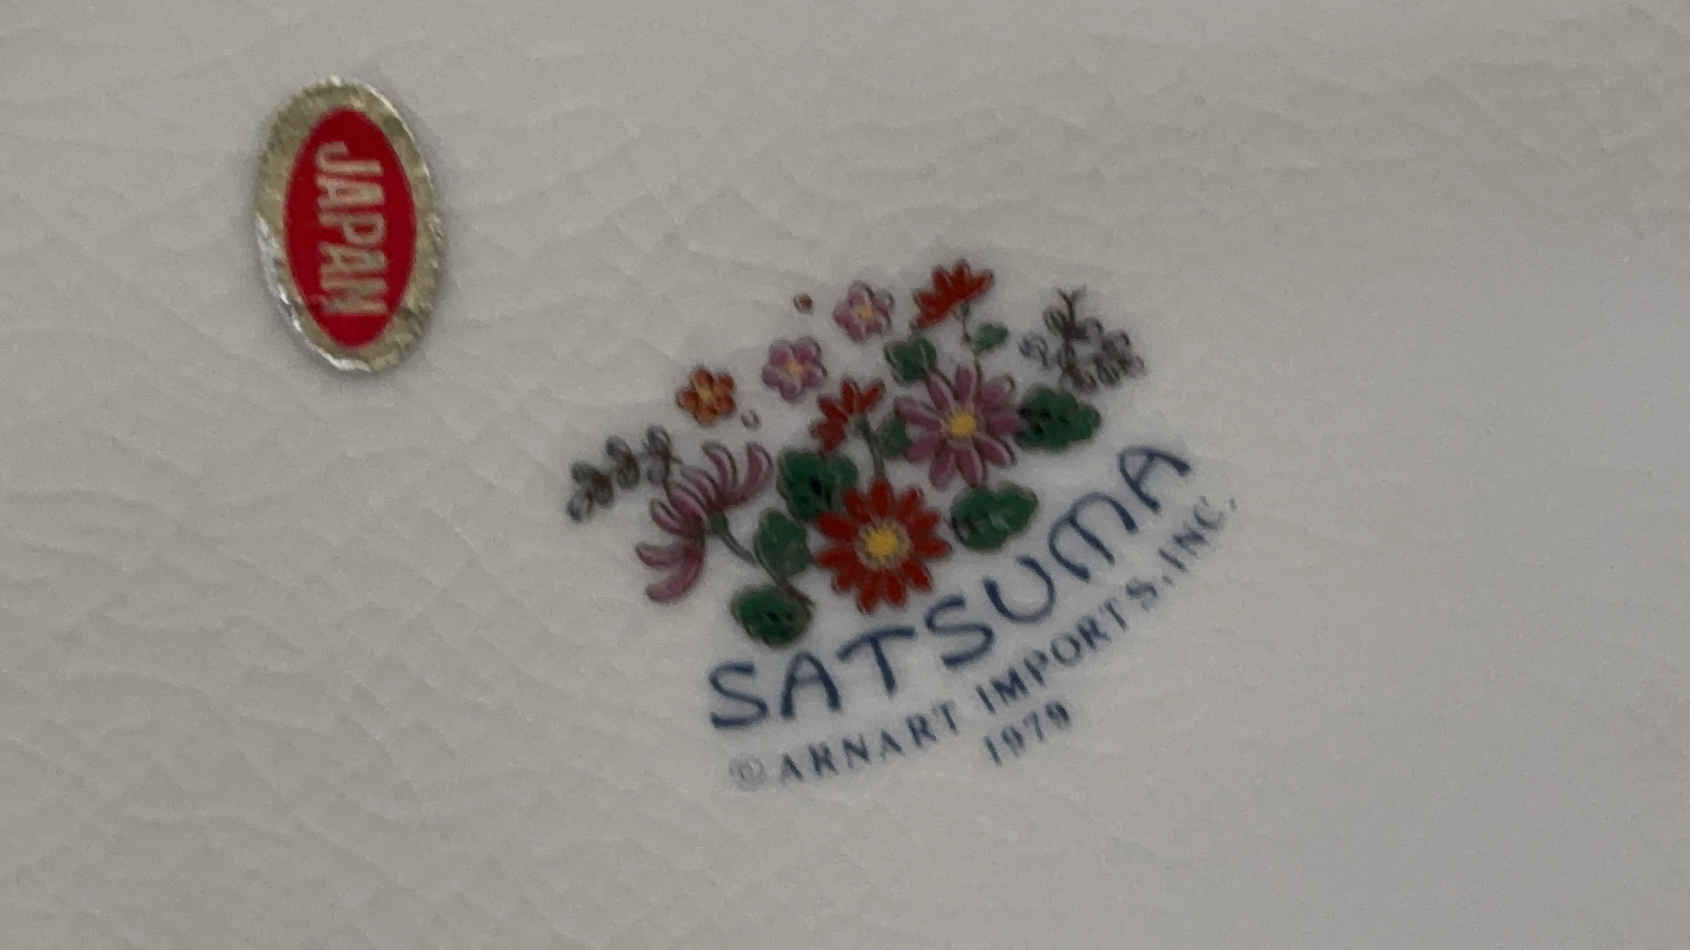 JAPAN
SATSUMA
© ARNART IMPORTS, INC.
1979